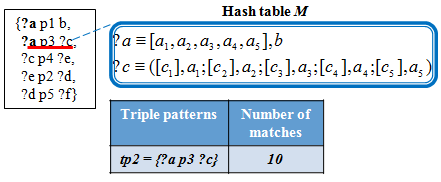 Hash table M
{?a p1 b,
?a p3 ?c,
?c p4 ?e,
?e p2 ?d,
?d p5 ?f}
?a ≡ [a₁,a₂,a₃,a₄,a₅],b
?c ≡ ([c₁],a₁;[c₂],a₂;[c₃],a₃;[c₄],a₄;[c₅],a₅)
Triple patterns Number of
matches
tp2 = {?a p3 ?c} 10